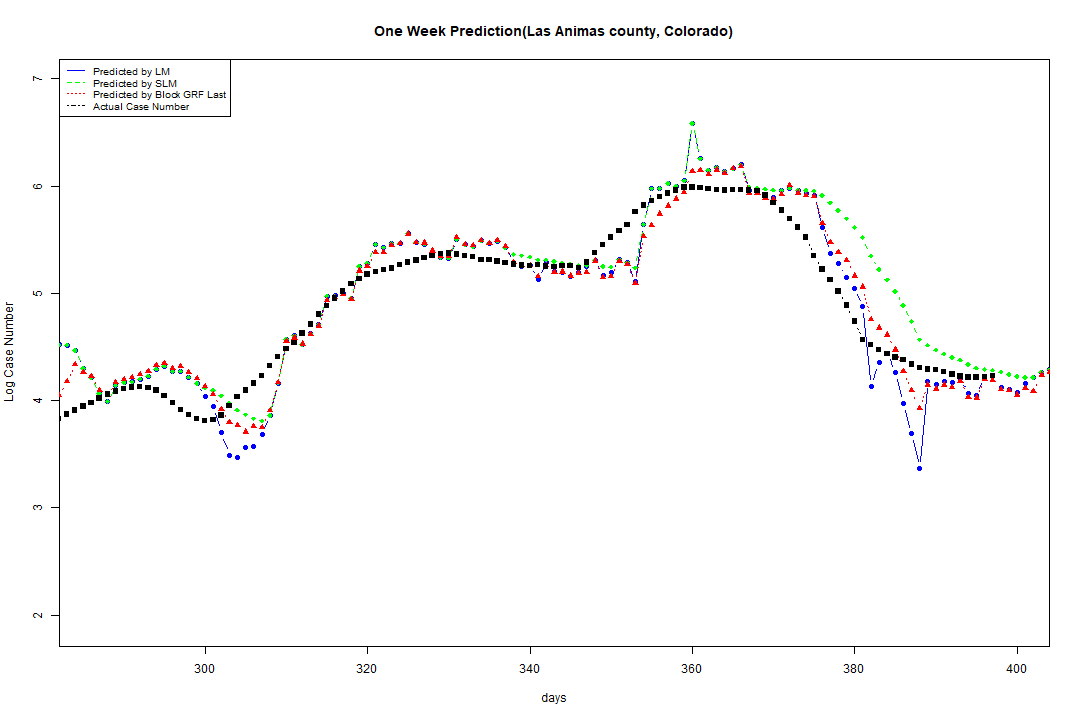 One Week Prediction(Las Animas county, Colorado)
Predicted by LM
Predicted by SLM
Predicted by Block GRF Last
Actual Case Number
7
6
5
4
3
2
Log Case Number
300 320 340 360 380 400
days